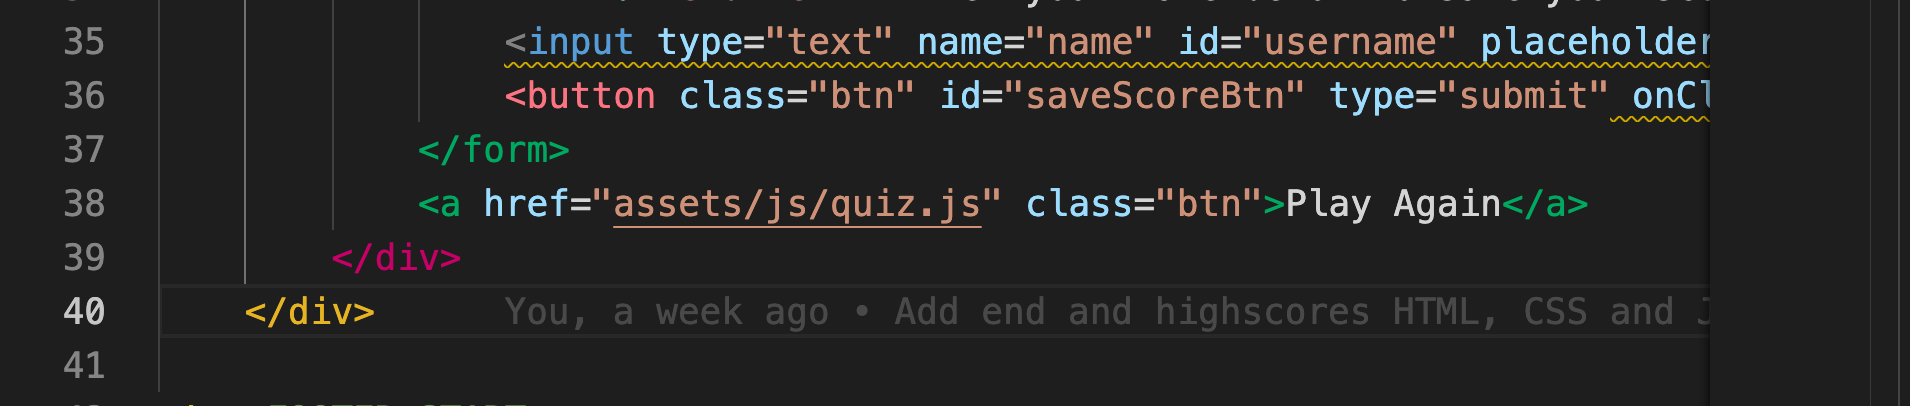 35 <input type="text" name="name" id="username" placeholder
36 <button class="btn" id="saveScoreBtn" type="submit" onCl
37 </form>
38 <a href="assets/js/quiz.js" class="btn">Play Again</a>
39 </div>
40 </div> You, a week ago • Add end and highscores HTML, CSS and J
41